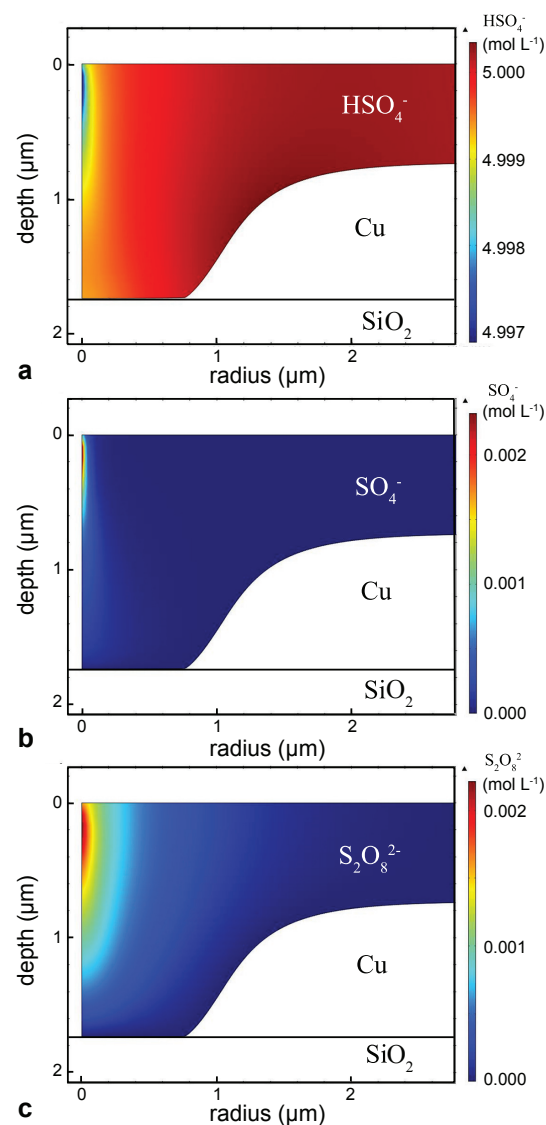 HSO₄⁻
(mol L⁻¹)
0
1
2
depth (µm)
HSO₄⁻
Cu
SiO₂
5.000
4.999
4.998
4.997
0
1
2
radius (µm)
a
SO₄⁻
(mol L⁻¹)
0
1
2
depth (µm)
SO₄⁻
Cu
SiO₂
0.002
0.001
0.000
0
1
2
radius (µm)
b
S₂O₈²
(mol L⁻¹)
0
1
2
depth (µm)
S₂O₈²⁻
Cu
SiO₂
0.002
0.001
0.000
0
1
2
radius (µm)
c